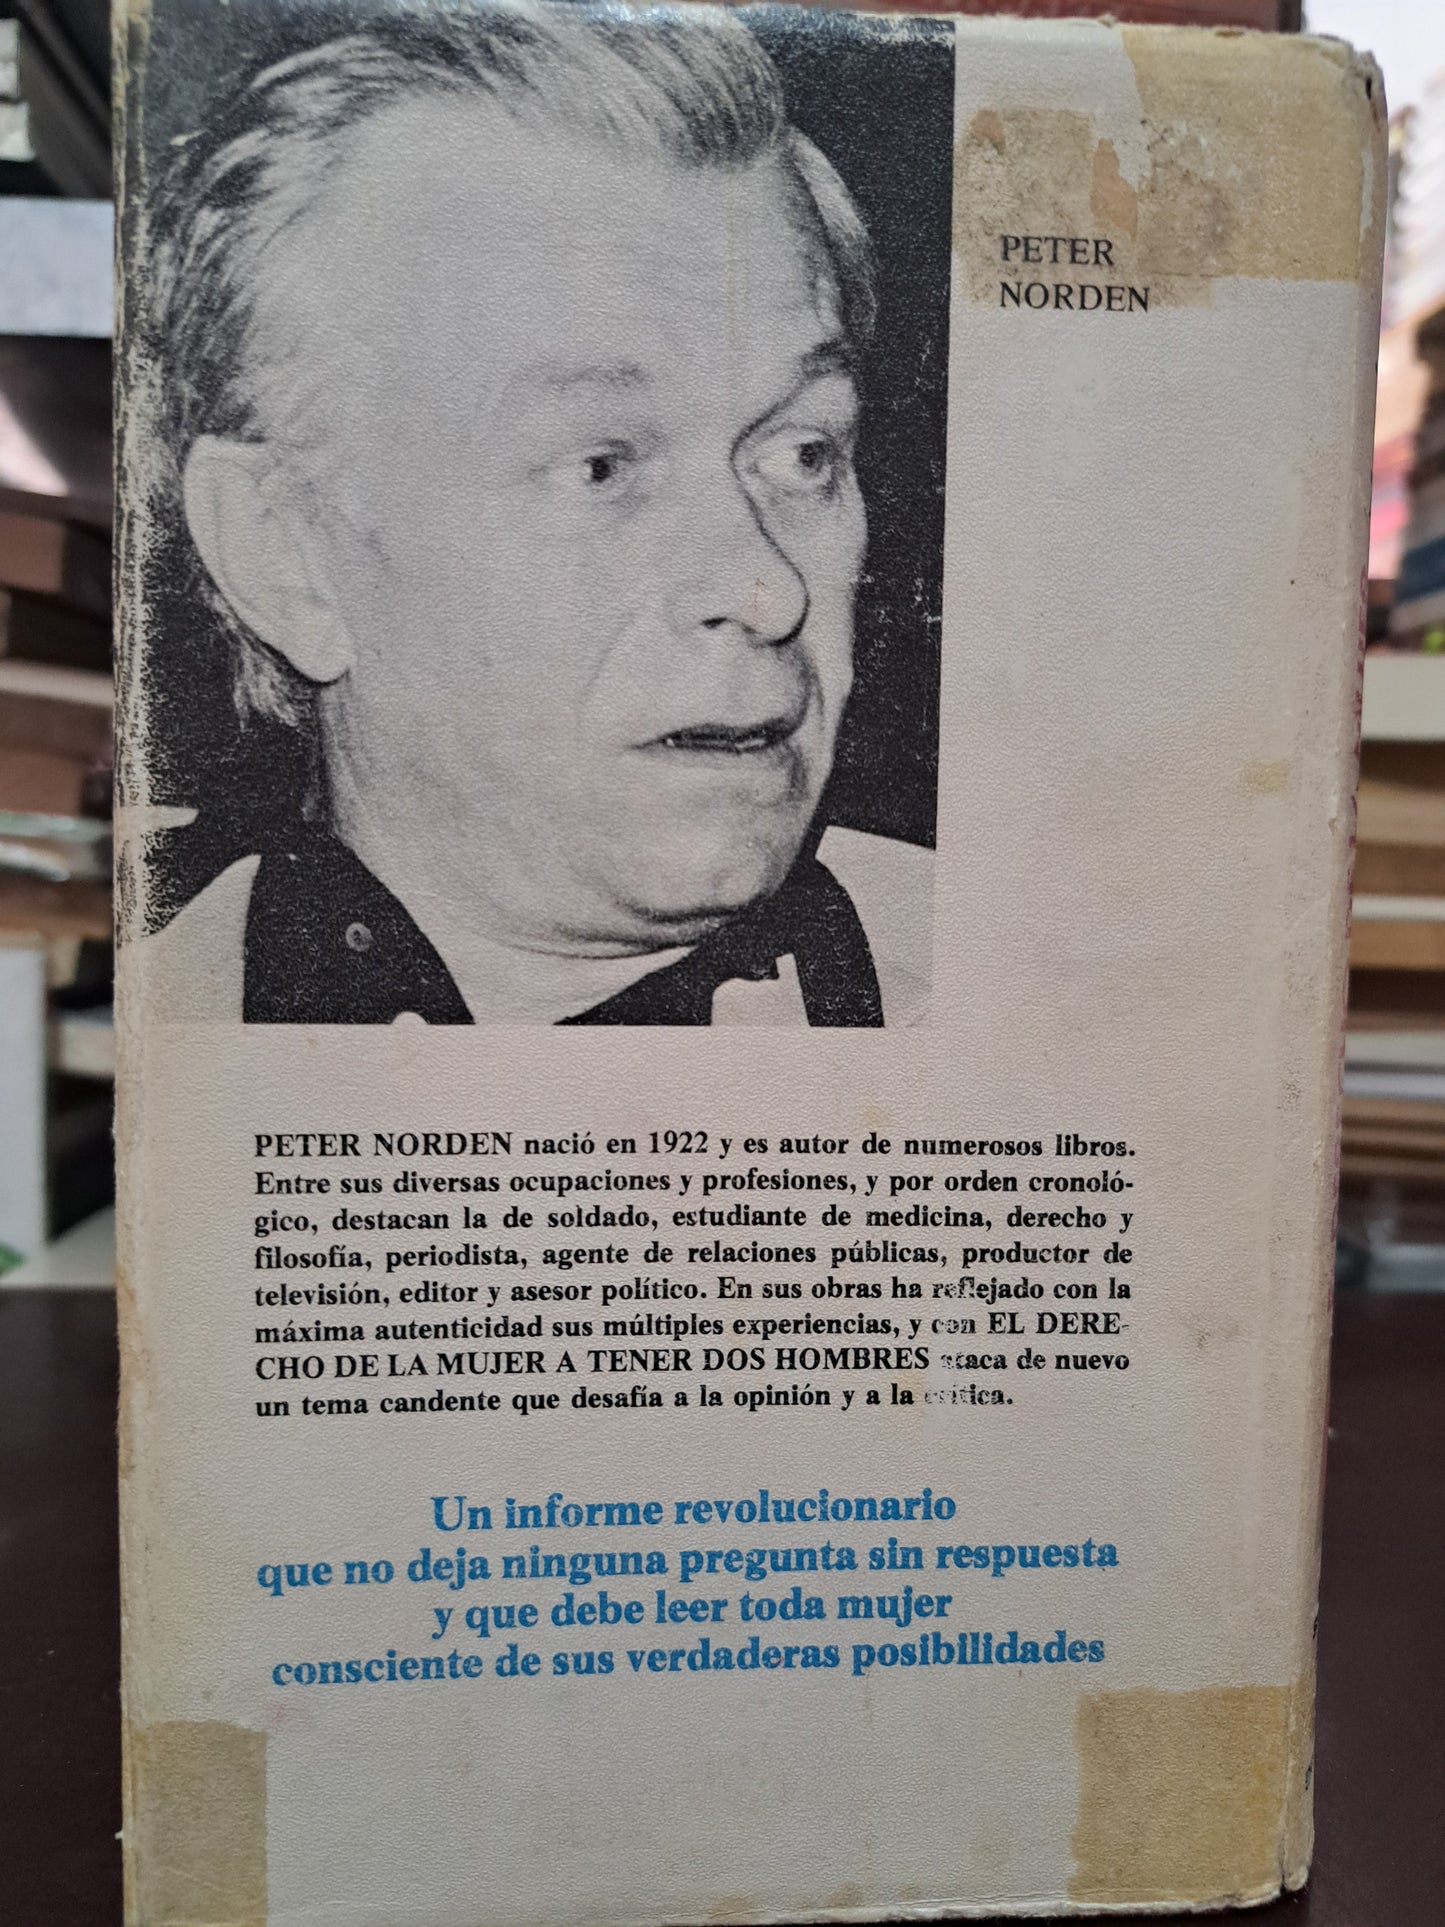 PETER
NORDEN
PETER NORDEN nació en 1922 y es autor de numerosos libros.
Entre sus diversas ocupaciones y profesiones, y por orden cronoló-
gico, destacan la de soldado, estudiante de medicina, derecho y
filosofía, periodista, agente de relaciones públicas, productor de
televisión, editor y asesor político. En sus obras ha reflejado con la
máxima autenticidad sus múltiples experiencias, y con EL DERE-
CHO DE LA MUJER A TENER DOS HOMBRES ataca de nuevo
un tema candente que desafía a la opinión y a la crítica.
Un informe revolucionario
que no deja ninguna pregunta sin respuesta
y que debe leer toda mujer
consciente de sus verdaderas posibilidades